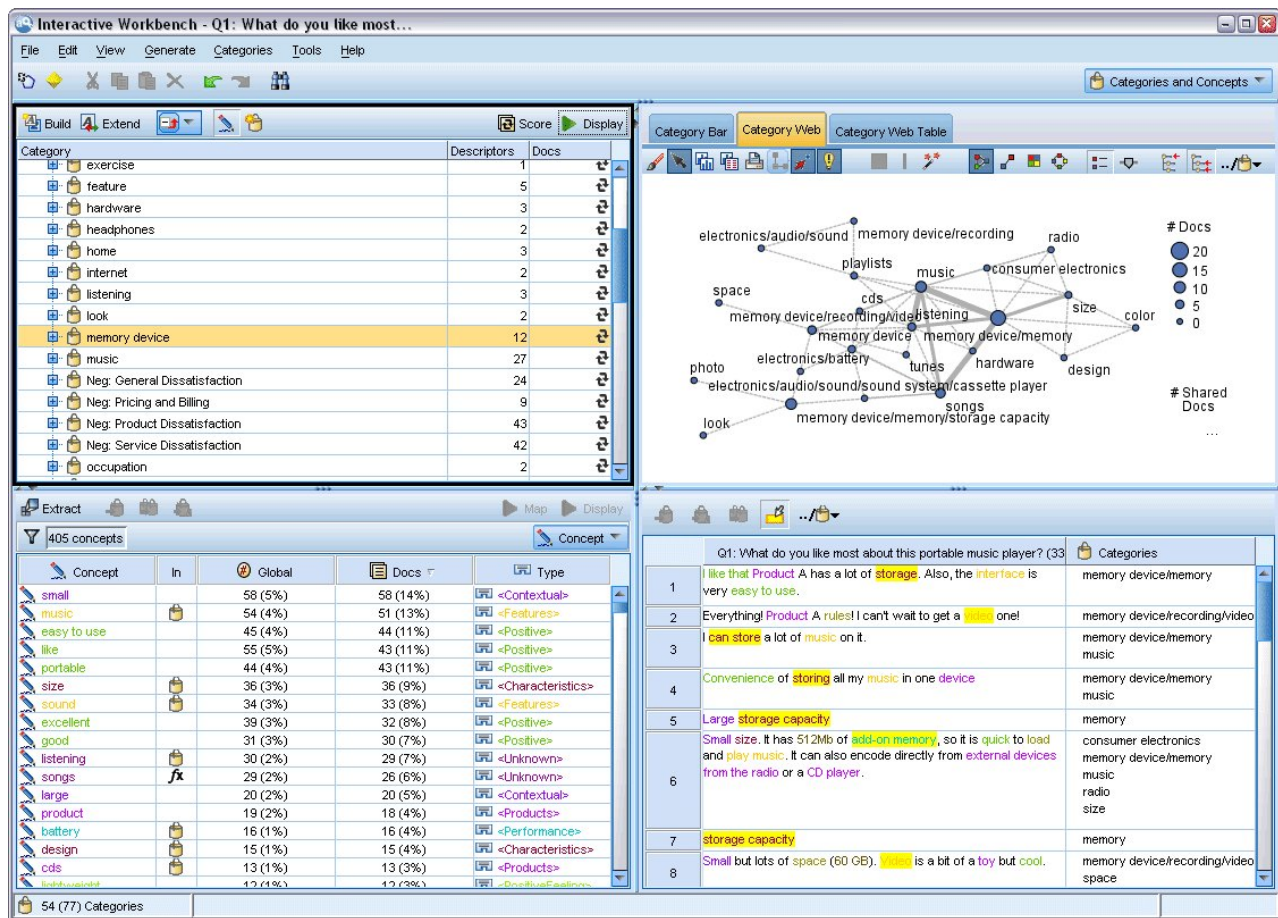 Interactive Workbench - Q1: What do you like most...
File Edit View Generate Categories Tools Help
Categories and Concepts
Build Extend Score Display
Category Descriptors Docs
exercise 1
feature 5
hardware 3
headphones 2
home 3
internet 2
listening 3
look 2
memory device 12
music 27
Neg: General Dissatisfaction 24
Neg: Pricing and Billing 9
Neg: Product Dissatisfaction 43
Neg: Service Dissatisfaction 42
occupation 2
Category Bar Category Web Category Web Table
electronics/audio/sound memory device/recording radio
playlists music consumer electronics
space cds size
memory device/recording/video listening color
memory device memory device/memory
photo electronics/battery tunes hardware design
electronics/audio/sound/sound system/cassette player
songs
look memory device/memory/storage capacity
# Docs
20
15
10
5
0
# Shared
Docs
...
Extract Map Display
405 concepts Concept
Concept In Global Docs Type
small 58 (5%) 58 (14%) <Contextual>
music 54 (4%) 51 (13%) <Features>
easy to use 45 (4%) 44 (11%) <Positive>
like 55 (5%) 43 (11%) <Positive>
portable 44 (4%) 43 (11%) <Positive>
size 36 (3%) 36 (9%) <Characteristics>
sound 34 (3%) 33 (8%) <Features>
excellent 39 (3%) 32 (8%) <Positive>
good 31 (3%) 30 (7%) <Positive>
listening 30 (2%) 29 (7%) <Unknown>
songs fx 29 (2%) 26 (6%) <Unknown>
large 20 (2%) 20 (5%) <Contextual>
product 19 (2%) 18 (4%) <Products>
battery 16 (1%) 16 (4%) <Performance>
design 15 (1%) 15 (4%) <Characteristics>
cds 13 (1%) 13 (3%) <Products>
lightweight 12 (1%) 12 (3%) <PositiveFeeling>
../
Q1: What do you like most about this portable music player? (33 Categories
1 I like that Product A has a lot of storage. Also, the interface is memory device/memory
very easy to use.
2 Everything! Product A rules! I can't wait to get a video one! memory device/recording/video
3 I can store a lot of music on it. memory device/memory
music
4 Convenience of storing all my music in one device memory device/memory
music
5 Large storage capacity memory
6 Small size. It has 512Mb of add-on memory, so it is quick to load consumer electronics
and play music. It can also encode directly from external devices memory device/memory
from the radio or a CD player. music
radio
size
7 storage capacity memory
8 Small but lots of space (60 GB). Video is a bit of a toy but cool. memory device/recording/video
space
54 (77) Categories